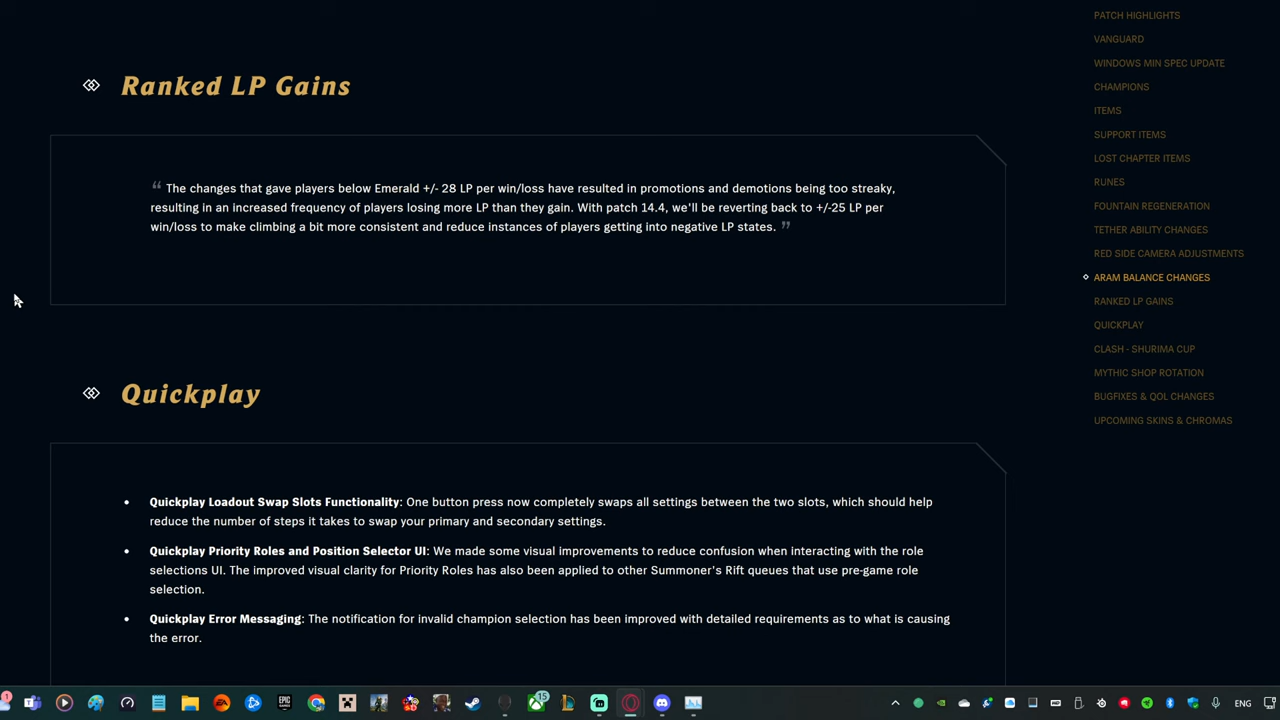 PATCH HIGHLIGHTS
VANGUARD
WINDOWS MIN SPEC UPDATE
CHAMPIONS
ITEMS
SUPPORT ITEMS
LOST CHAPTER ITEMS
RUNES
FOUNTAIN REGENERATION
TETHER ABILITY CHANGES
RED SIDE CAMERA ADJUSTMENTS
ARAM BALANCE CHANGES
RANKED LP GAINS
QUICKPLAY
CLASH - SHURIMA CUP
MYTHIC SHOP ROTATION
BUGFIXES & QOL CHANGES
UPCOMING SKINS & CHROMAS
Ranked LP Gains
“ The changes that gave players below Emerald +/- 28 LP per win/loss have resulted in promotions and demotions being too streaky,
resulting in an increased frequency of players losing more LP than they gain. With patch 14.4, we'll be reverting back to +/-25 LP per
win/loss to make climbing a bit more consistent and reduce instances of players getting into negative LP states. ”
Quickplay
• Quickplay Loadout Swap Slots Functionality: One button press now completely swaps all settings between the two slots, which should help
reduce the number of steps it takes to swap your primary and secondary settings.
• Quickplay Priority Roles and Position Selector UI: We made some visual improvements to reduce confusion when interacting with the role
selections UI. The improved visual clarity for Priority Roles has also been applied to other Summoner's Rift queues that use pre-game role
selection.
• Quickplay Error Messaging: The notification for invalid champion selection has been improved with detailed requirements as to what is causing
the error.
1
EA
EPIC
GAMES
15
ENG